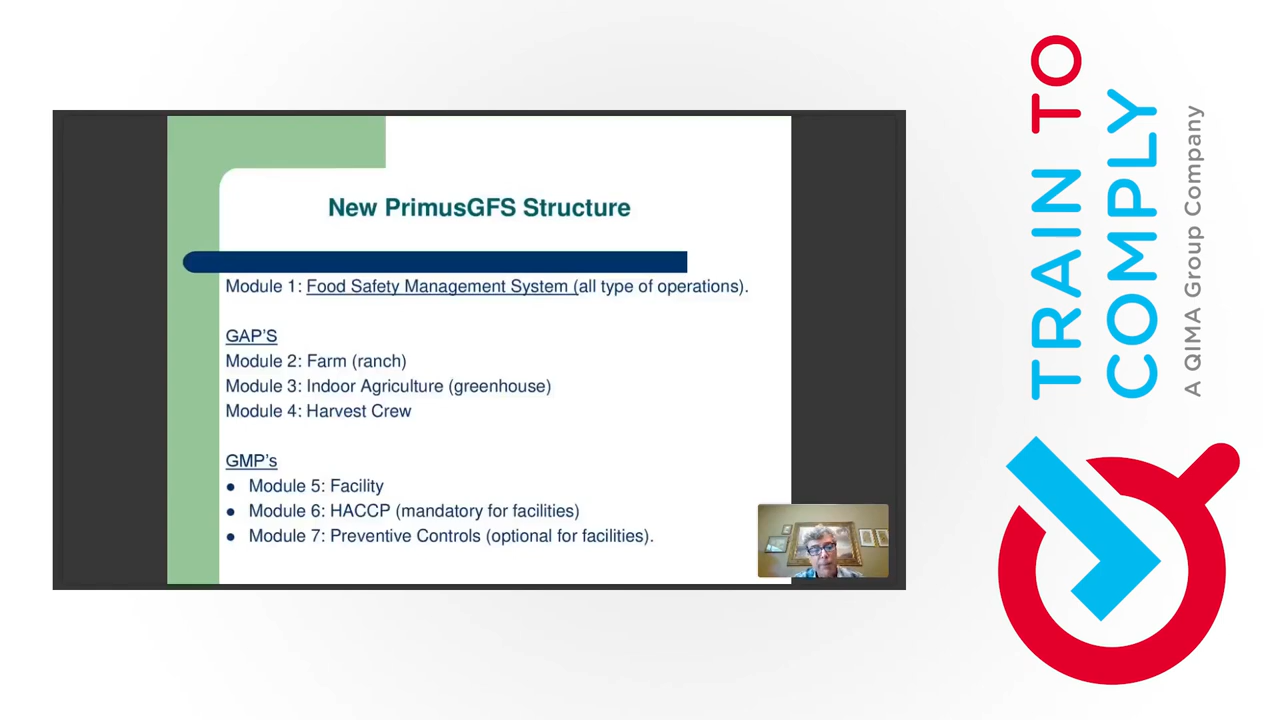 New PrimusGFS Structure
Module 1: Food Safety Management System (all type of operations).
GAP'S
Module 2: Farm (ranch)
Module 3: Indoor Agriculture (greenhouse)
Module 4: Harvest Crew
GMP's
● Module 5: Facility
● Module 6: HACCP (mandatory for facilities)
● Module 7: Preventive Controls (optional for facilities).
TRAIN TO
COMPLY
A QIMA Group Company